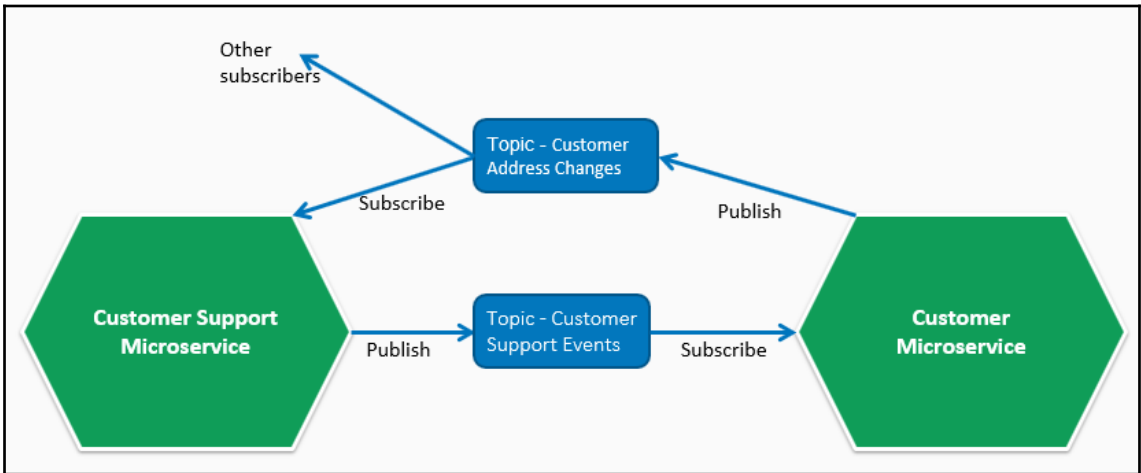 Other
subscribers
Topic - Customer
Address Changes
Subscribe
Publish
Customer Support
Microservice
Topic - Customer
Support Events
Customer
Microservice
Publish
Subscribe